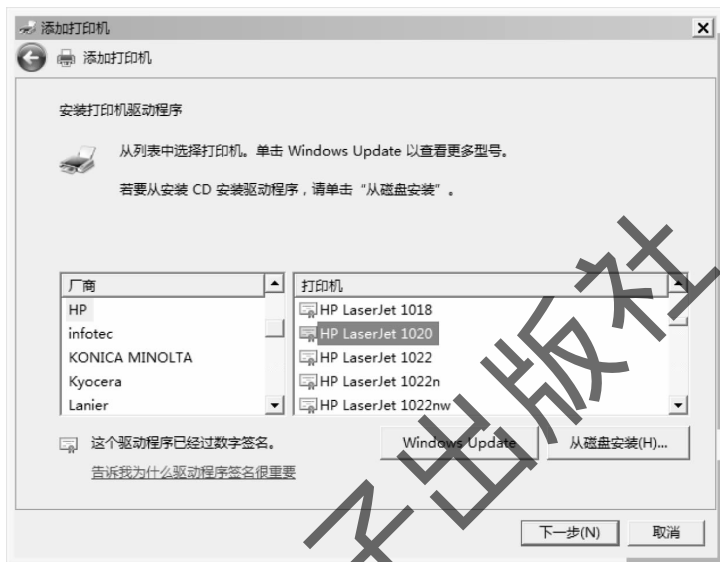 添加打印机
添加打印机
安装打印机驱动程序
从列表中选择打印机。单击 Windows Update 以查看更多型号。
若要从安装 CD 安装驱动程序，请单击“从磁盘安装”。
厂商
HP
infotec
KONICA MINOLTA
Kyocera
Lanier
打印机
HP LaserJet 1018
HP LaserJet 1020
HP LaserJet 1022
HP LaserJet 1022n
HP LaserJet 1022nw
这个驱动程序已经过数字签名。
告诉我为什么驱动程序签名很重要
Windows Update
从磁盘安装(H)...
下一步(N)
取消
子出版社